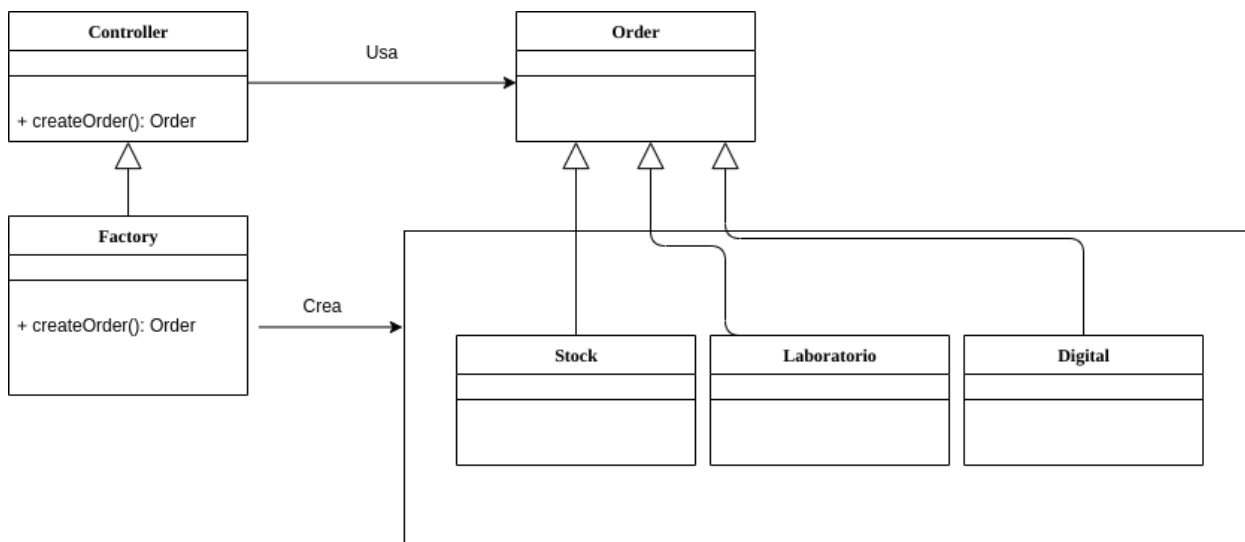 Controller
Order
Usa
+ createOrder(): Order
Factory
+ createOrder(): Order
Crea
Stock
Laboratorio
Digital